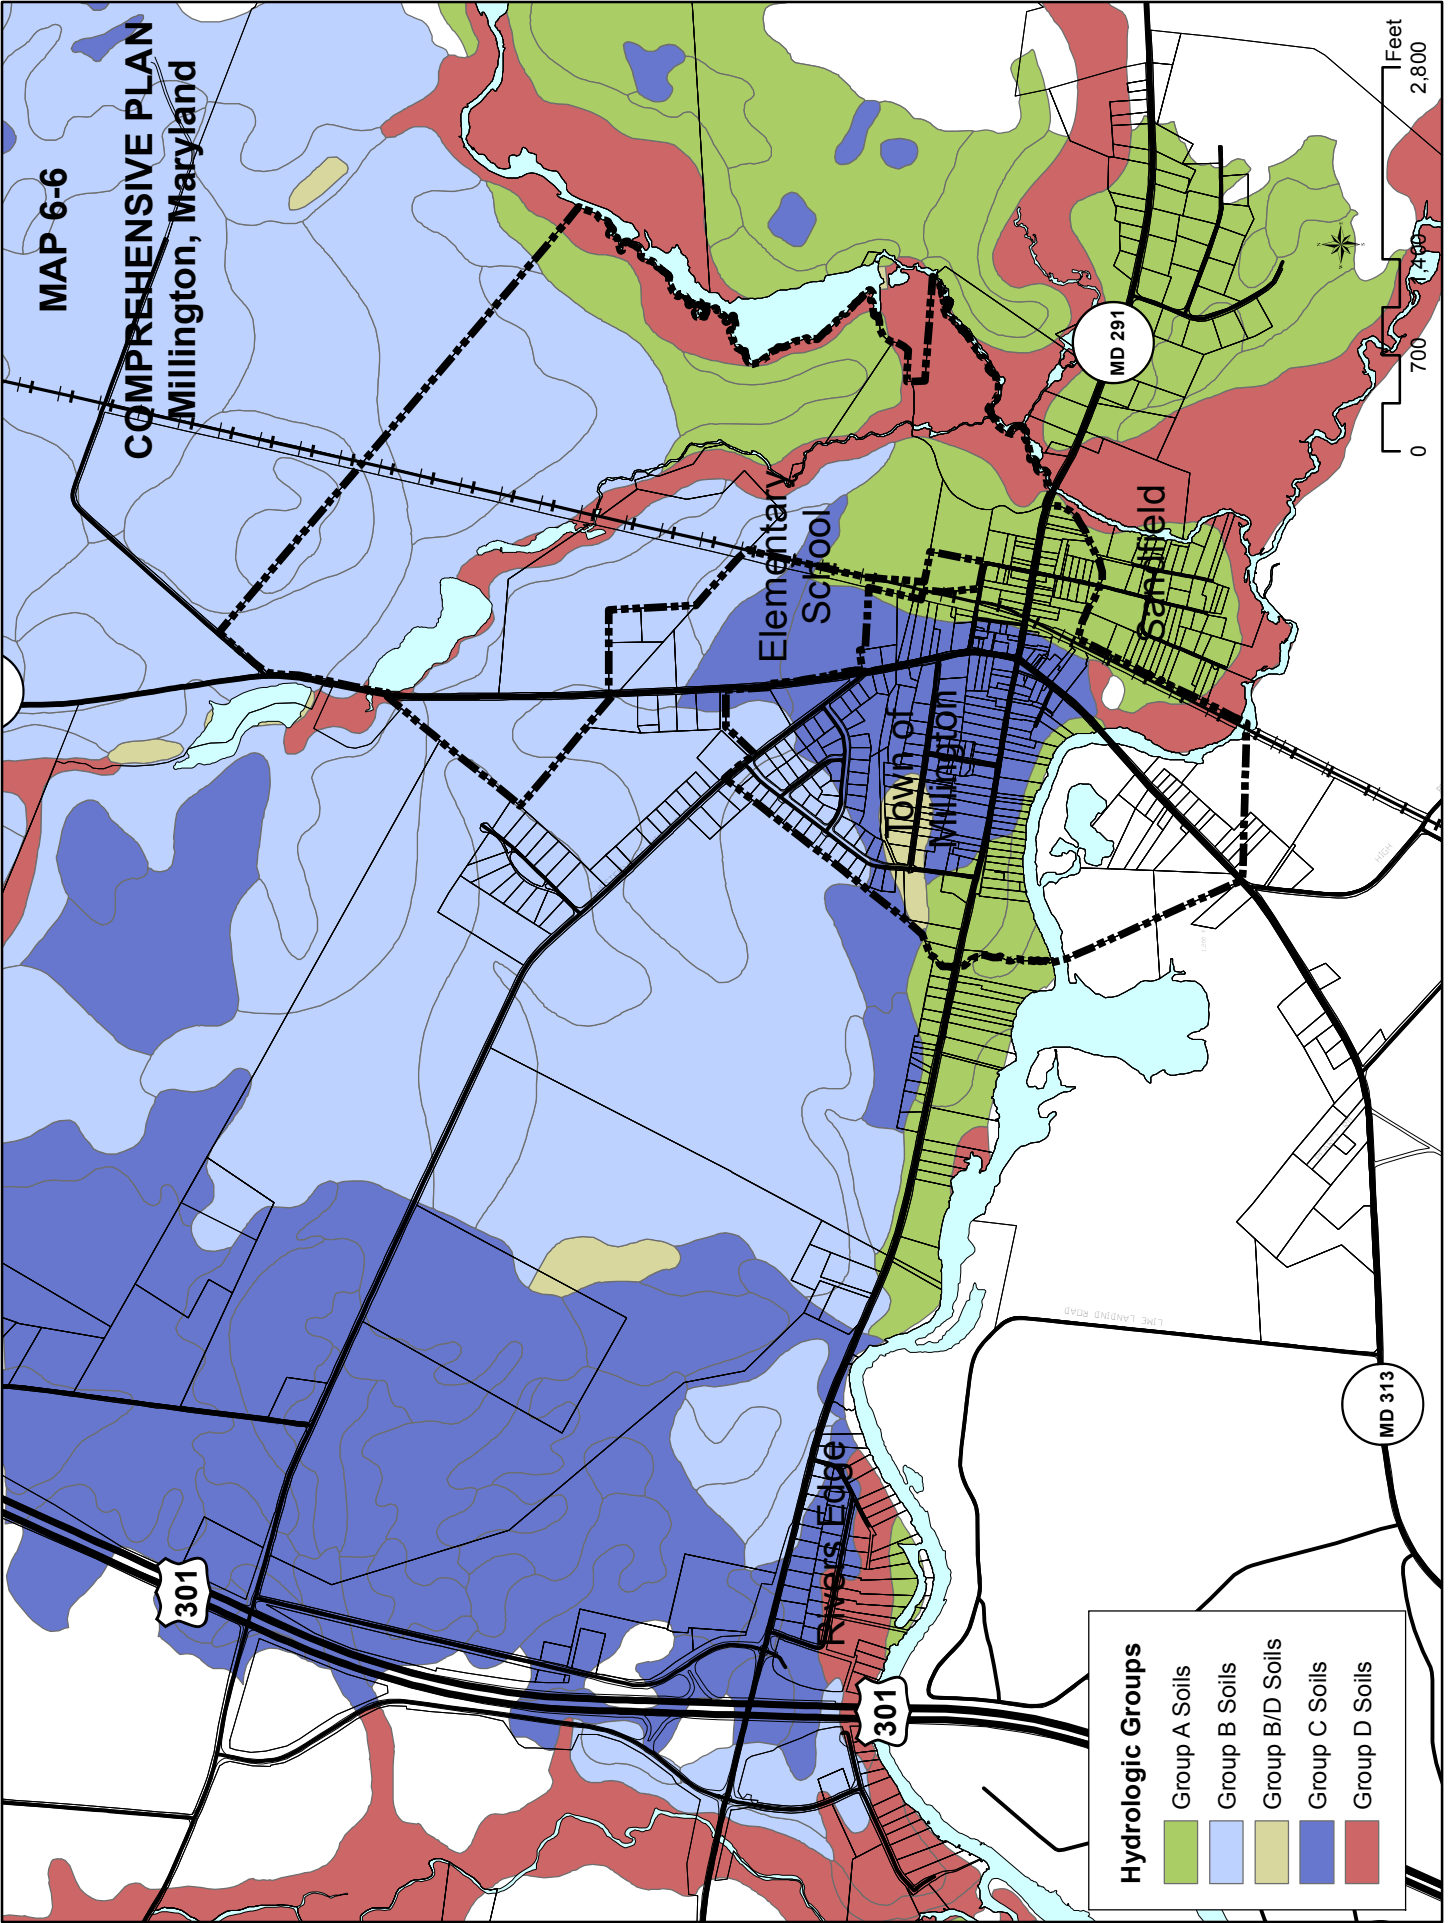 MAP 6-6
COMPREHENSIVE PLAN
Millington, Maryland
Elementary
School
Town of
Millington
Sandfield
Rivers Edge
MD 291
MD 313
301
301
LIME LANDING ROAD
HIGH
Hydrologic Groups
Group A Soils
Group B Soils
Group B/D Soils
Group C Soils
Group D Soils
0 700 1,400 2,800
Feet